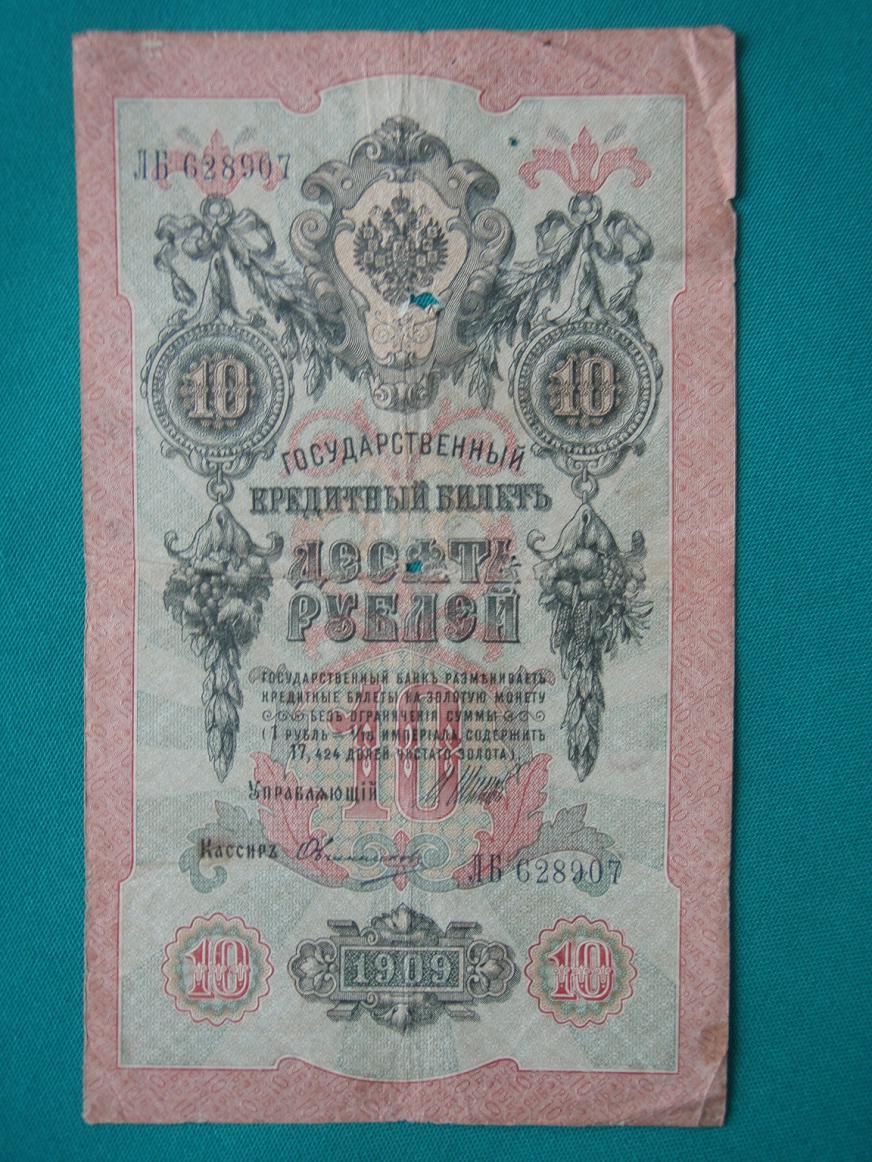 ЛБ 628907
10 10
ГОСУДАРСТВЕННЫЙ
КРЕДИТНЫЙ БИЛЕТЪ
ДЕСЯТЬ
РУБЛЕЙ
ГОСУДАРСТВЕННЫЙ БАНКЪ РАЗМѢНИВАЕТЪ
КРЕДИТНЫЕ БИЛЕТЫ НА ЗОЛОТУЮ МОНЕТУ
БЕЗЪ ОГРАНИЧЕНІЯ СУММЫ
(1 РУБЛЬ = 1/15 ИМПЕРІАЛА, СОДЕРЖИТЪ
17,424 ДОЛЕЙ ЧИСТАГО ЗОЛОТА).
10
УПРАВЛЯЮЩІЙ
КАССИРЪ
ЛБ 628907
10 1909 10